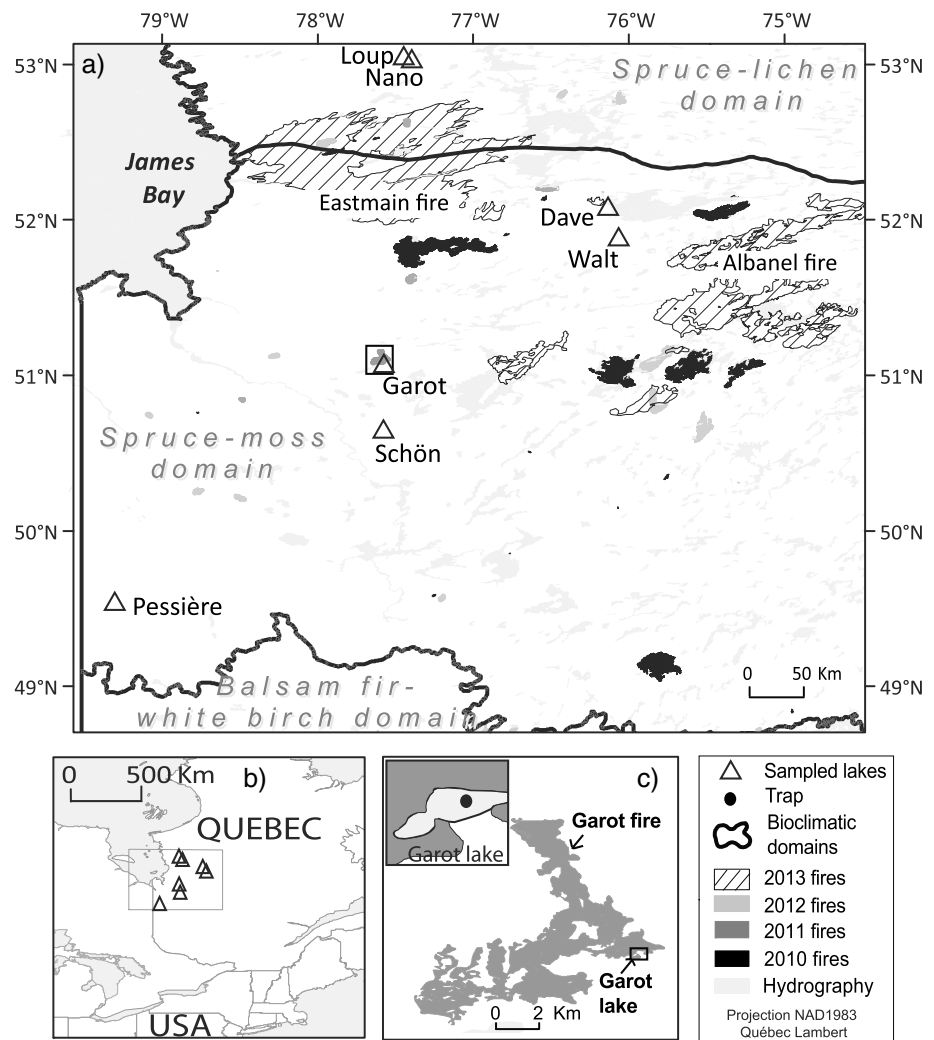 79°W 78°W 77°W 76°W 75°W
a)
53°N 53°N
Loup
Nano
Spruce-lichen
domain
James
Bay
52°N 52°N
Eastmain fire
Dave
Walt
Albanel fire
51°N 51°N
Garot
Schön
Spruce-moss
domain
50°N 50°N
Pessière
0 50 Km
49°N 49°N
Balsam fir-
white birch domain
b)
0 500 Km
QUEBEC
USA
c)
Garot lake
Garot fire
Garot
lake
0 2 Km
Sampled lakes
Trap
Bioclimatic
domains
2013 fires
2012 fires
2011 fires
2010 fires
Hydrography
Projection NAD1983
Québec Lambert